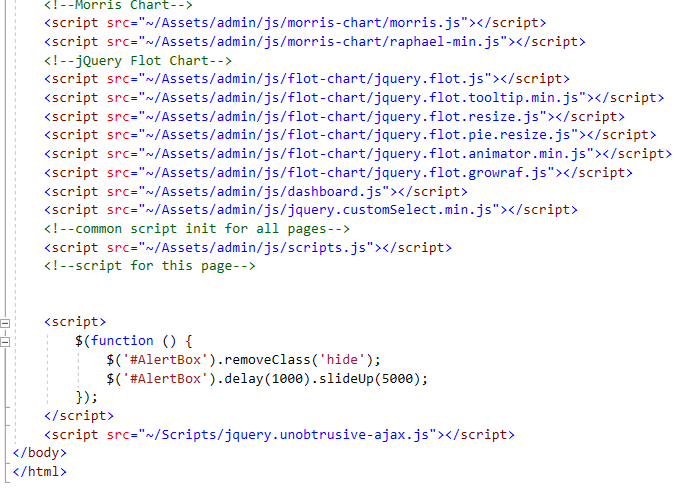 <!--Morris Chart-->
<script src="~/Assets/admin/js/morris-chart/morris.js"></script>
<script src="~/Assets/admin/js/morris-chart/raphael-min.js"></script>
<!--jQuery Flot Chart-->
<script src="~/Assets/admin/js/flot-chart/jquery.flot.js"></script>
<script src="~/Assets/admin/js/flot-chart/jquery.flot.tooltip.min.js"></script>
<script src="~/Assets/admin/js/flot-chart/jquery.flot.resize.js"></script>
<script src="~/Assets/admin/js/flot-chart/jquery.flot.pie.resize.js"></script>
<script src="~/Assets/admin/js/flot-chart/jquery.flot.animator.min.js"></script>
<script src="~/Assets/admin/js/flot-chart/jquery.flot.growraf.js"></script>
<script src="~/Assets/admin/js/dashboard.js"></script>
<script src="~/Assets/admin/js/jquery.customSelect.min.js"></script>
<!--common script init for all pages-->
<script src="~/Assets/admin/js/scripts.js"></script>
<!--script for this page-->
<script>
$(function () {
$('#AlertBox').removeClass('hide');
$('#AlertBox').delay(1000).slideUp(5000);
});
</script>
<script src="~/Scripts/jquery.unobtrusive-ajax.js"></script>
</body>
</html>